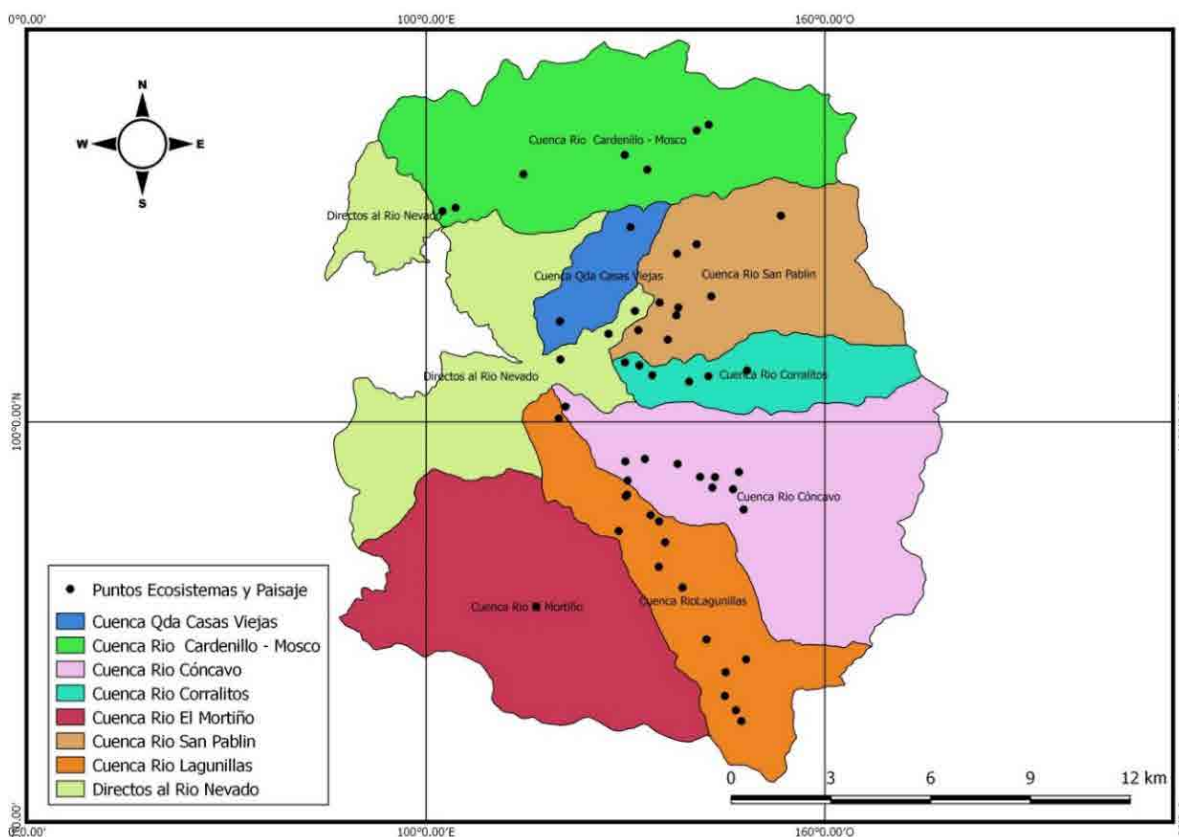 0°0.00'
100°0.00'E
160°0.00'O
N
W
E
S
Cuenca Rio  Cardenillo - Mosco
Directos al Rio Nevado
Cuenca Qda Casas Viejas
Cuenca Rio San Pablin
Directos al Rio Nevado
Cuenca Rio Corralitos
100°0.00'N
Cuenca Rio Cóncavo
Cuenca Rio Mortiño
Cuenca RioLagunillas
Puntos Ecosistemas y Paisaje
Cuenca Qda Casas Viejas
Cuenca Rio  Cardenillo - Mosco
Cuenca Rio Cóncavo
Cuenca Rio Corralitos
Cuenca Rio El Mortiño
Cuenca Rio San Pablin
Cuenca Rio Lagunillas
Directos al Rio Nevado
0 3 6 9 12 km
100°0.00'E
160°0.00'O